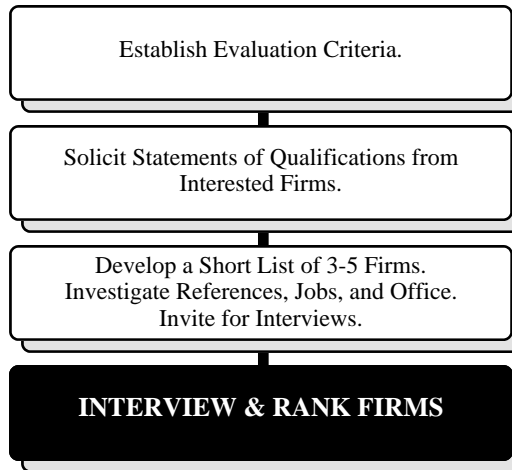 Establish Evaluation Criteria.
Solicit Statements of Qualifications from
Interested Firms.
Develop a Short List of 3-5 Firms.
Investigate References, Jobs, and Office.
Invite for Interviews.
INTERVIEW & RANK FIRMS